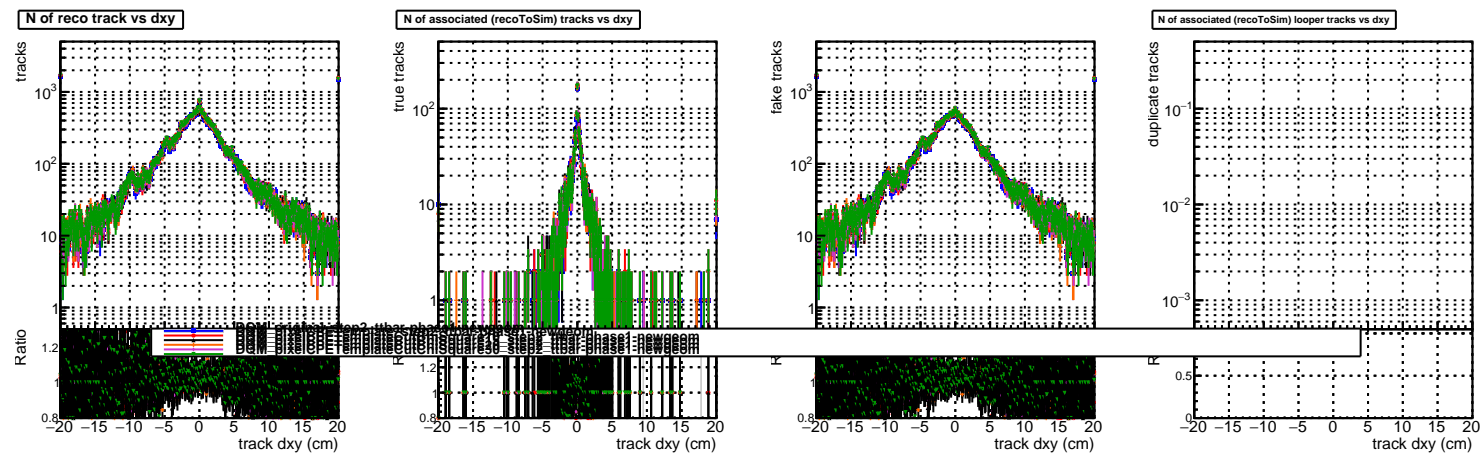 N of reco track vs dxy
tracks
10³
10²
10
1
Ratio
1.2
1
0.8
−20 −15 −10 −5 0 5 10 15 20
track dxy (cm)
N of associated (recoToSim) tracks vs dxy
true tracks
10²
10
1
1.2
1
0.8
−20 −15 −10 −5 0 5 10 15 20
track dxy (cm)
fake tracks
10³
10²
10
1
1.2
1
0.8
−20 −15 −10 −5 0 5 10 15 20
track dxy (cm)
N of associated (recoToSim) looper tracks vs dxy
duplicate tracks
10⁻¹
10⁻²
10⁻³
0.5
0
−20 −15 −10 −5 0 5 10 15 20
track dxy (cm)